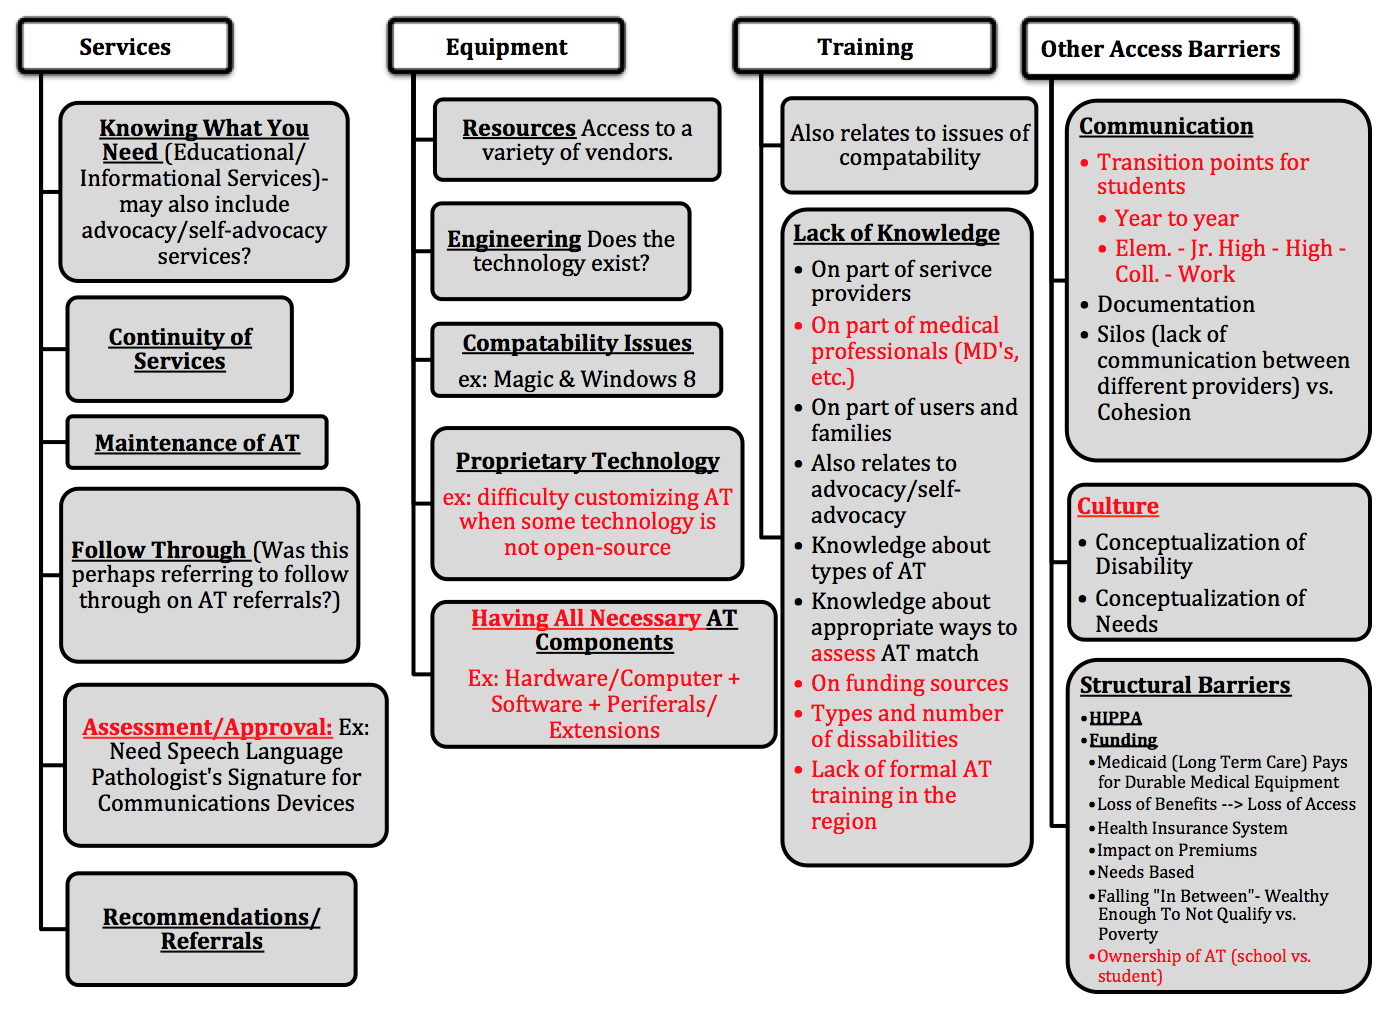 Services
Knowing What You
Need (Educational/
Informational Services)-
may also include
advocacy/self-advocacy
services?
Continuity of
Services
Maintenance of AT
Follow Through (Was this
perhaps referring to follow
through on AT referrals?)
Assessment/Approval: Ex:
Need Speech Language
Pathologist's Signature for
Communications Devices
Recommendations/
Referrals
Equipment
Resources Access to a
variety of vendors.
Engineering Does the
technology exist?
Compatability Issues
ex: Magic & Windows 8
Proprietary Technology
ex: difficulty customizing AT
when some technology is
not open-source
Having All Necessary AT
Components
Ex: Hardware/Computer +
Software + Periferals/
Extensions
Training
Also relates to issues of
compatability
Lack of Knowledge
• On part of serivce
providers
• On part of medical
professionals (MD's,
etc.)
• On part of users and
families
• Also relates to
advocacy/self-
advocacy
• Knowledge about
types of AT
• Knowledge about
appropriate ways to
assess AT match
• On funding sources
• Types and number
of dissabilities
• Lack of formal AT
training in the
region
Other Access Barriers
Communication
• Transition points for
students
• Year to year
• Elem. - Jr. High - High -
Coll. - Work
• Documentation
• Silos (lack of
communication between
different providers) vs.
Cohesion
Culture
• Conceptualization of
Disability
• Conceptualization of
Needs
Structural Barriers
• HIPPA
• Funding
• Medicaid (Long Term Care) Pays
for Durable Medical Equipment
• Loss of Benefits --> Loss of Access
• Health Insurance System
• Impact on Premiums
• Needs Based
• Falling "In Between"- Wealthy
Enough To Not Qualify vs.
Poverty
• Ownership of AT (school vs.
student)